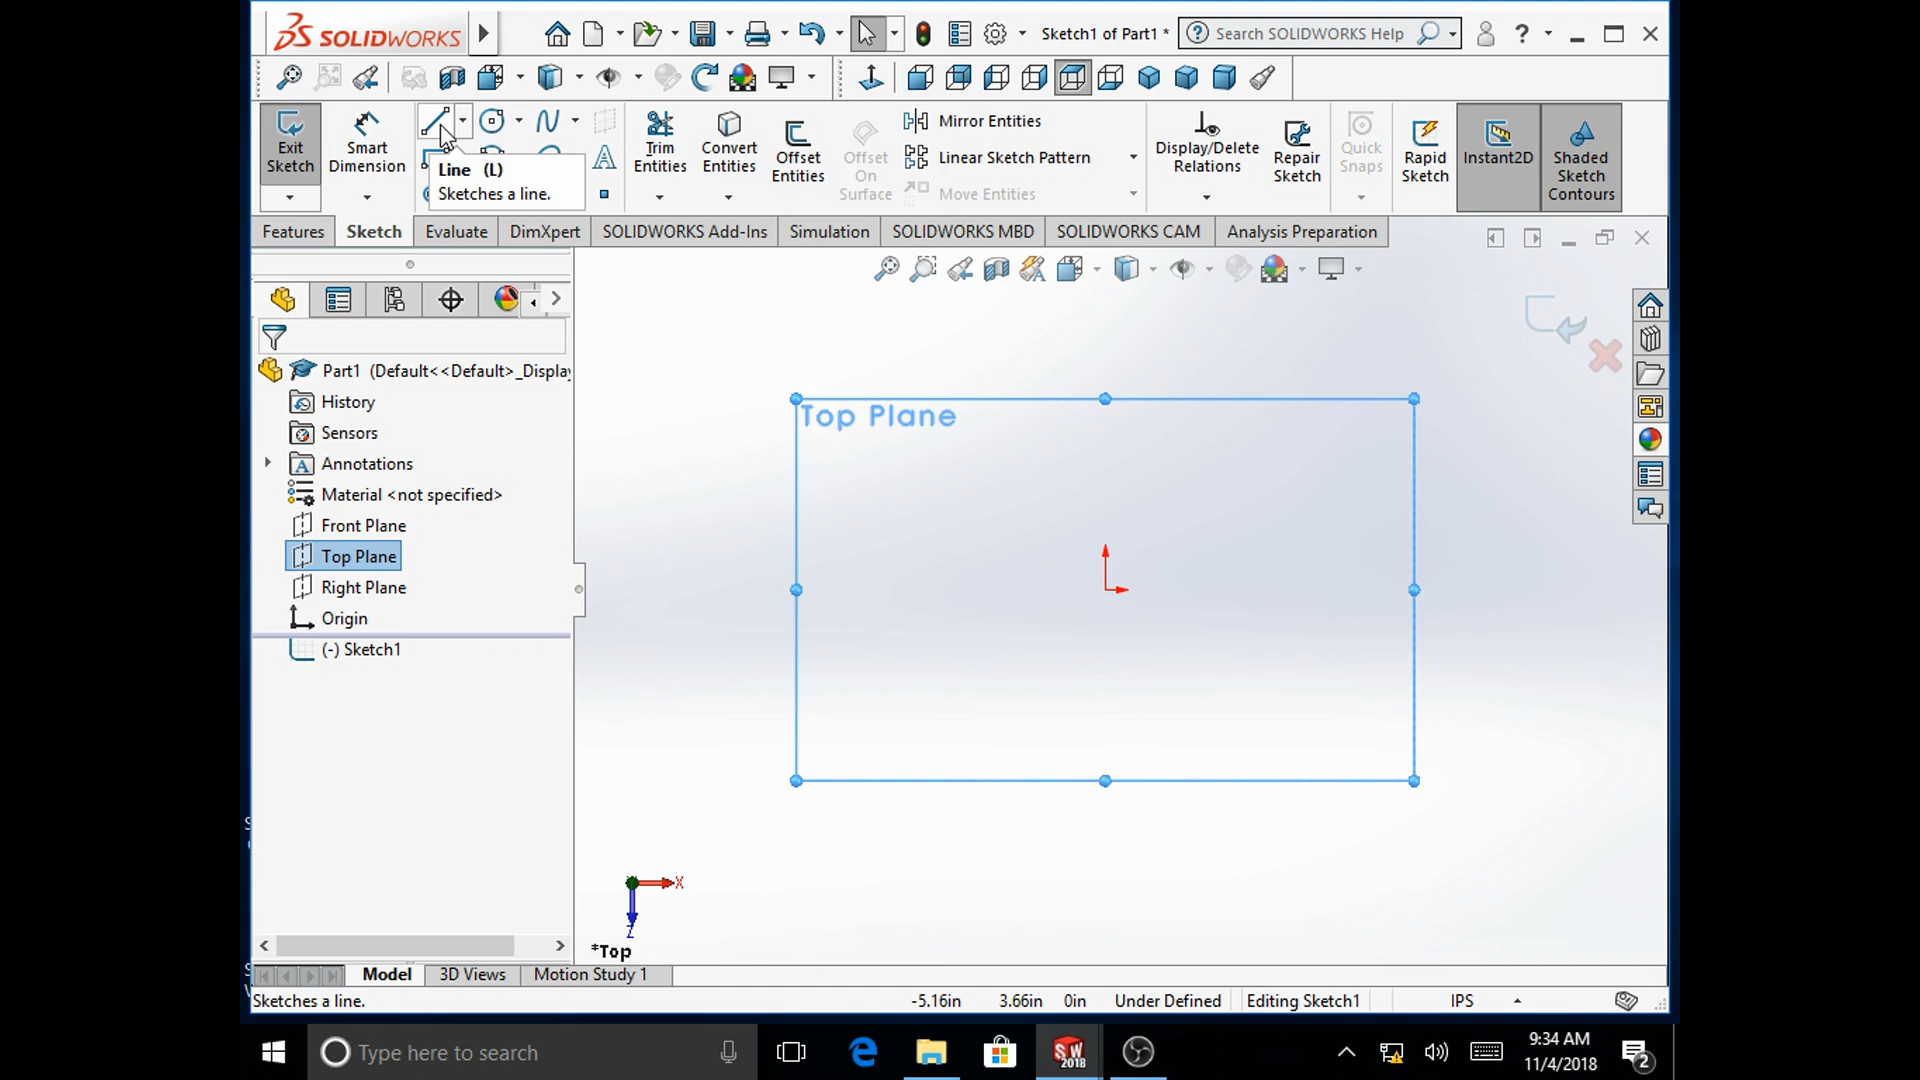 SOLIDWORKS
Sketch1 of Part1 *
Search SOLIDWORKS Help
?
Exit Sketch
Smart Dimension
Line (L)
Sketches a line.
Trim Entities
Convert Entities
Offset Entities
Offset On Surface
Mirror Entities
Linear Sketch Pattern
Move Entities
Display/Delete Relations
Repair Sketch
Quick Snaps
Rapid Sketch
Instant2D
Shaded Sketch Contours
Features
Sketch
Evaluate
DimXpert
SOLIDWORKS Add-Ins
Simulation
SOLIDWORKS MBD
SOLIDWORKS CAM
Analysis Preparation
Part1 (Default<<Default>_Displa
History
Sensors
Annotations
Material <not specified>
Front Plane
Top Plane
Right Plane
Origin
(-) Sketch1
Top Plane
X
Z
*Top
Model
3D Views
Motion Study 1
Sketches a line.
-5.16in
3.66in
0in
Under Defined
Editing Sketch1
IPS
Type here to search
SW
2018
9:34 AM
11/4/2018
2